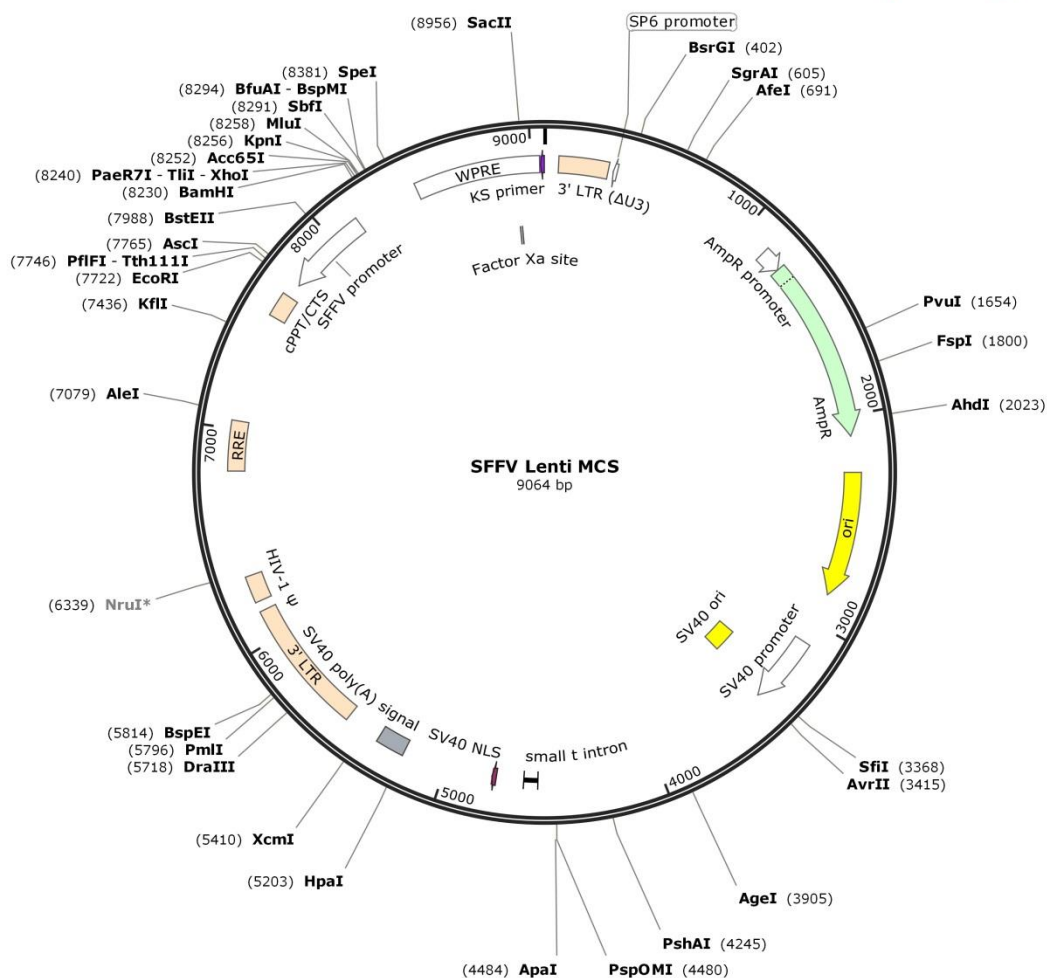 (8956) SacII
SP6 promoter
BsrGI (402)
SgrAI (605)
AfeI (691)
(8381) SpeI
(8294) BfuAI - BspMI
(8291) SbfI
(8258) MluI
(8256) KpnI
(8252) Acc65I
(8240) PaeR7I - TliI - XhoI
(8230) BamHI
(7988) BstEII
(7765) AscI
(7746) PflFI - Tth111I
(7722) EcoRI
(7436) KflI
(7079) AleI
9000
WPRE
KS primer
3' LTR (ΔU3)
Factor Xa site
1000
AmpR promoter
8000
SFFV promoter
cPPT/CTS
PvuI (1654)
FspI (1800)
AhdI (2023)
2000
AmpR
7000
RRE
SFFV Lenti MCS
9064 bp
ori
HIV-1 ψ
(6339) NruI*
3' LTR
SV40 poly(A) signal
6000
SV40 ori
SV40 promoter
3000
(5814) BspEI
(5796) PmlI
(5718) DraIII
SV40 NLS
small t intron
5000
4000
SfiI (3368)
AvrII (3415)
(5410) XcmI
(5203) HpaI
AgeI (3905)
PshAI (4245)
(4484) ApaI
PspOMI (4480)